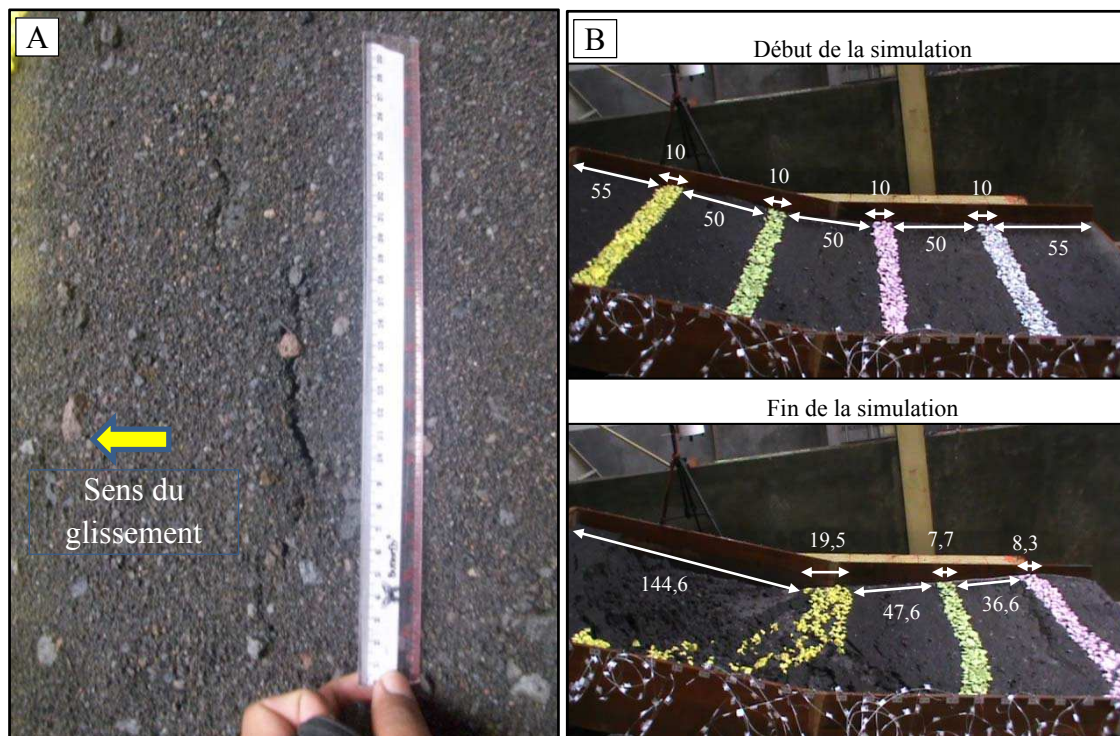 A
Sens du
glissement
B
Début de la simulation
55
10
50
10
50
10
50
10
55
Fin de la simulation
144,6
19,5
47,6
7,7
36,6
8,3